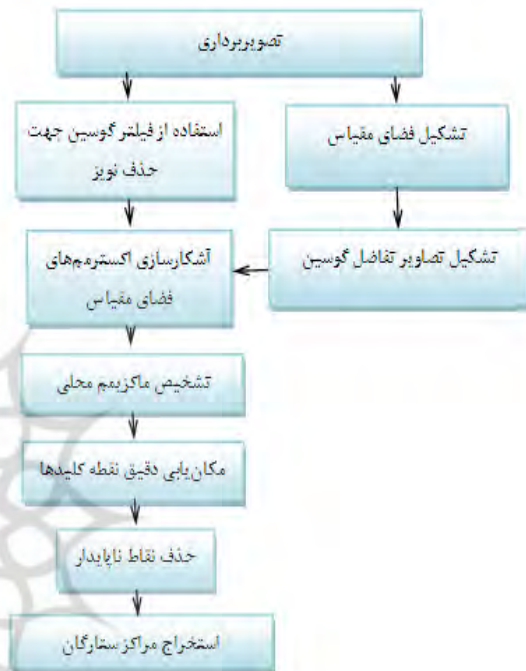 تصویربرداری
استفاده از فیلتر گوسین جهت
حذف نویز
تشکیل فضای مقیاس
آشکارسازی اکسترمم‌های
فضای مقیاس
تشکیل تصاویر تفاضل گوسین
تشخیص ماکزیمم محلی
مکان‌یابی دقیق نقطه کلیدها
حذف نقاط ناپایدار
استخراج مراکز ستارگان